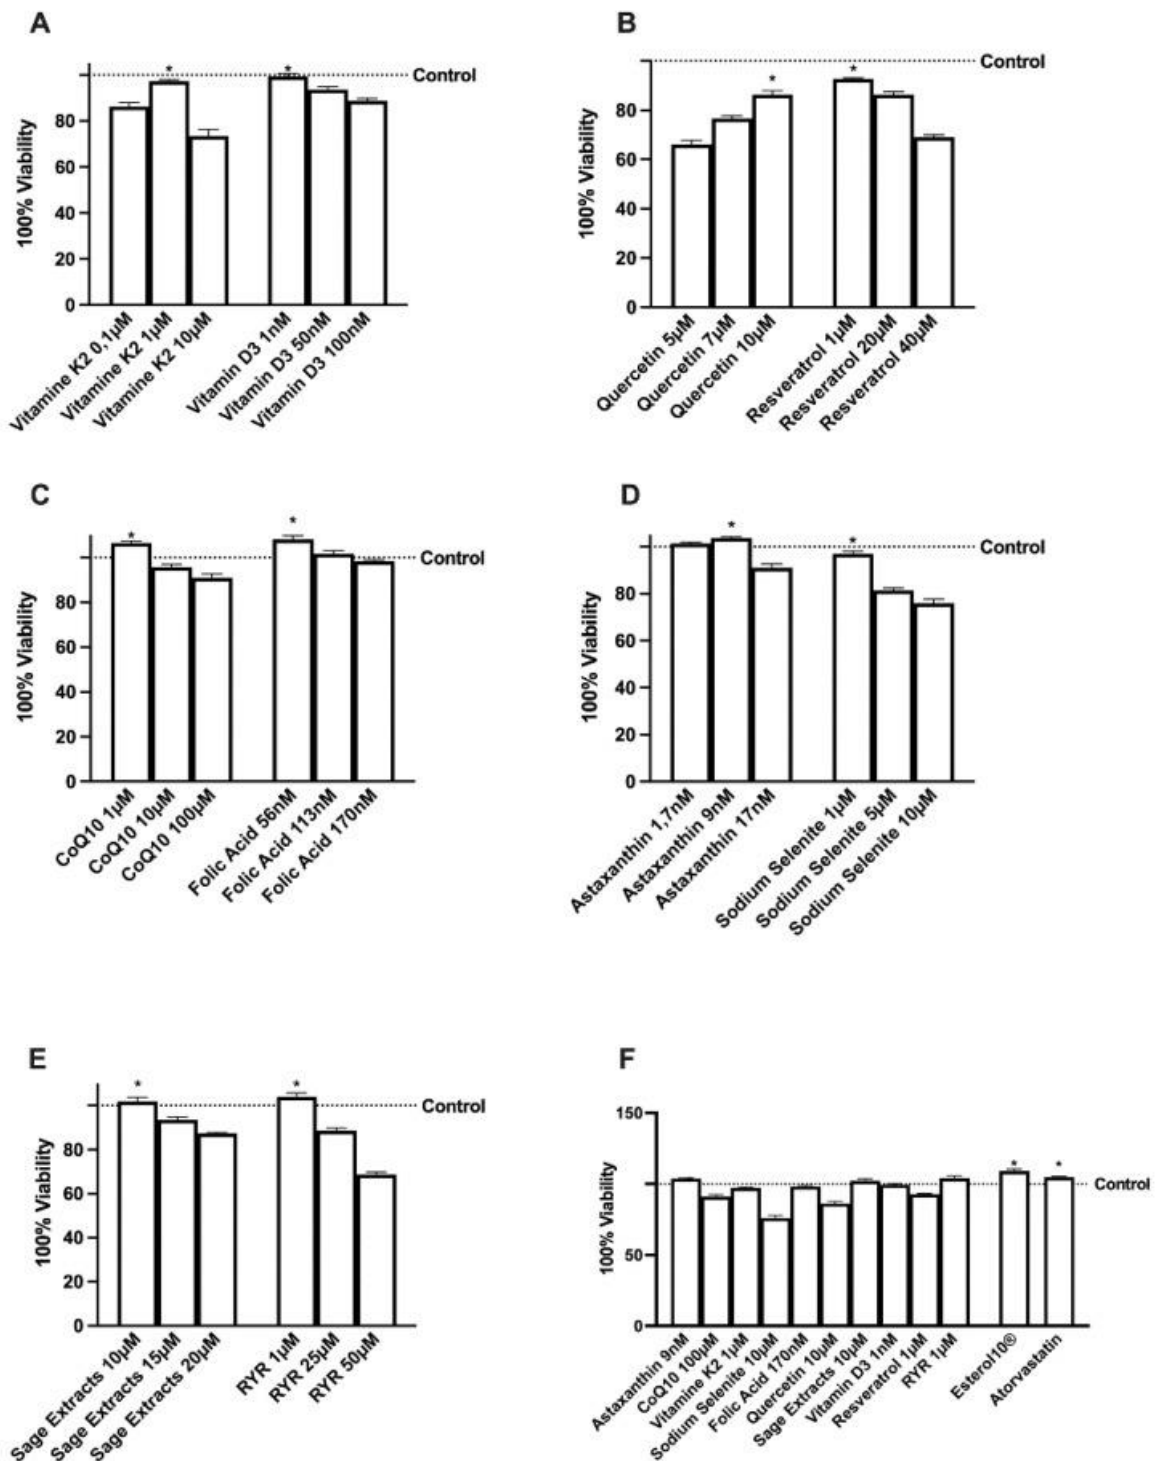 A
100% Viability
80
60
40
20
0
* *
Control
Vitamine K2 0,1µM
Vitamine K2 1µM
Vitamine K2 10µM
Vitamin D3 1nM
Vitamin D3 50nM
Vitamin D3 100nM
B
100% Viability
80
60
40
20
0
* *
Control
Quercetin 5µM
Quercetin 7µM
Quercetin 10µM
Resveratrol 1µM
Resveratrol 20µM
Resveratrol 40µM
C
100% Viability
80
60
40
20
0
* *
Control
CoQ10 1µM
CoQ10 10µM
CoQ10 100µM
Folic Acid 56nM
Folic Acid 113nM
Folic Acid 170nM
D
100% Viability
80
60
40
20
0
* *
Control
Astaxanthin 1,7nM
Astaxanthin 9nM
Astaxanthin 17nM
Sodium Selenite 1µM
Sodium Selenite 5µM
Sodium Selenite 10µM
E
100% Viability
80
60
40
20
0
* *
Control
Sage Extracts 10µM
Sage Extracts 15µM
Sage Extracts 20µM
RYR 1µM
RYR 25µM
RYR 50µM
F
100% Viability
150
50
0
* *
Control
Astaxanthin 9nM
CoQ10 100µM
Vitamine K2 1µM
Sodium Selenite 10µM
Folic Acid 170nM
Quercetin 10µM
Sage Extracts 10µM
Vitamin D3 1nM
Resveratrol 1µM
RYR 1µM
Esterol10®
Atorvastatin